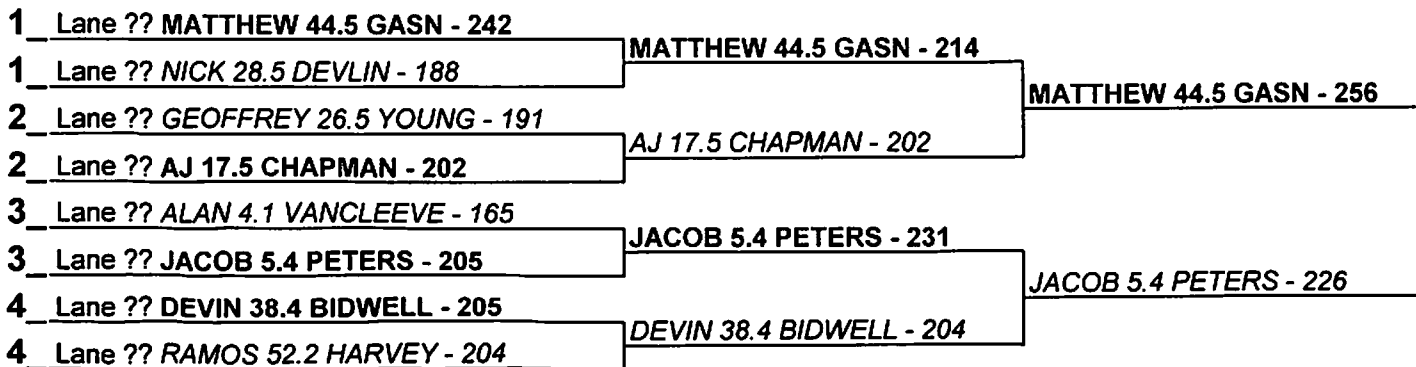 1_ Lane ?? MATTHEW 44.5 GASN - 242
1_ Lane ?? NICK 28.5 DEVLIN - 188
2_ Lane ?? GEOFFREY 26.5 YOUNG - 191
2_ Lane ?? AJ 17.5 CHAPMAN - 202
3_ Lane ?? ALAN 4.1 VANCLEEVE - 165
3_ Lane ?? JACOB 5.4 PETERS - 205
4_ Lane ?? DEVIN 38.4 BIDWELL - 205
4_ Lane ?? RAMOS 52.2 HARVEY - 204
MATTHEW 44.5 GASN - 214
AJ 17.5 CHAPMAN - 202
JACOB 5.4 PETERS - 231
DEVIN 38.4 BIDWELL - 204
MATTHEW 44.5 GASN - 256
JACOB 5.4 PETERS - 226